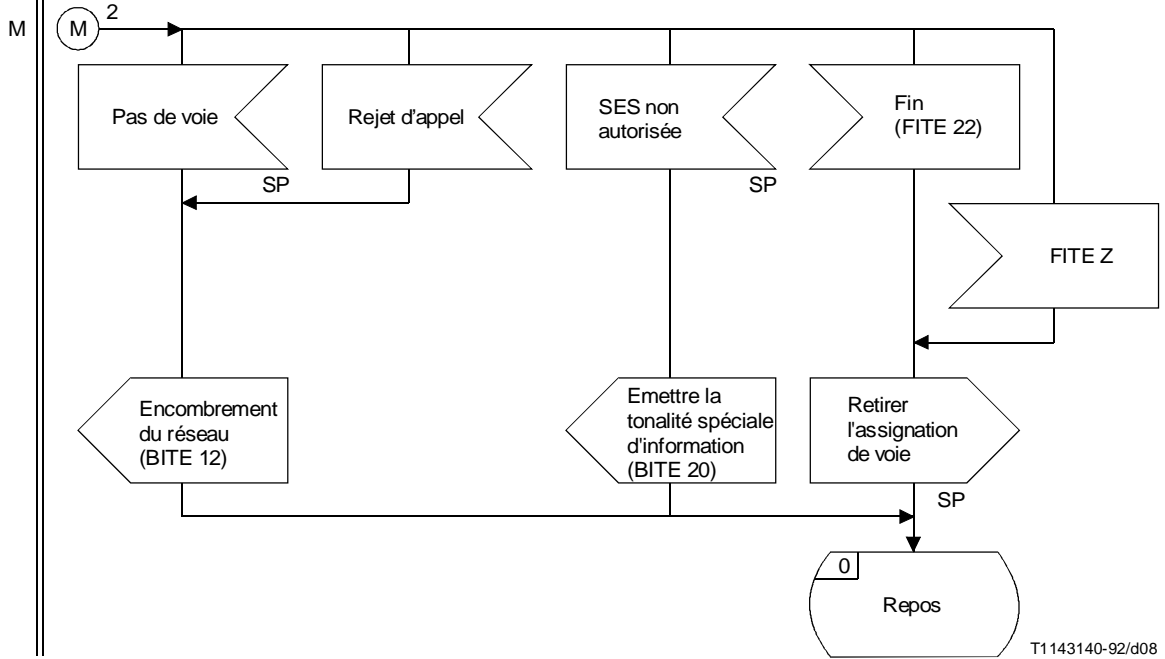 M
M
2
Pas de voie
SP
Rejet d'appel
SES non
autorisée
SP
Fin
(FITE 22)
FITE Z
Encombrement
du réseau
(BITE 12)
Emettre la
tonalité spéciale
d'information
(BITE 20)
Retirer
l'assignation
de voie
SP
0
Repos
T1143140-92/d08